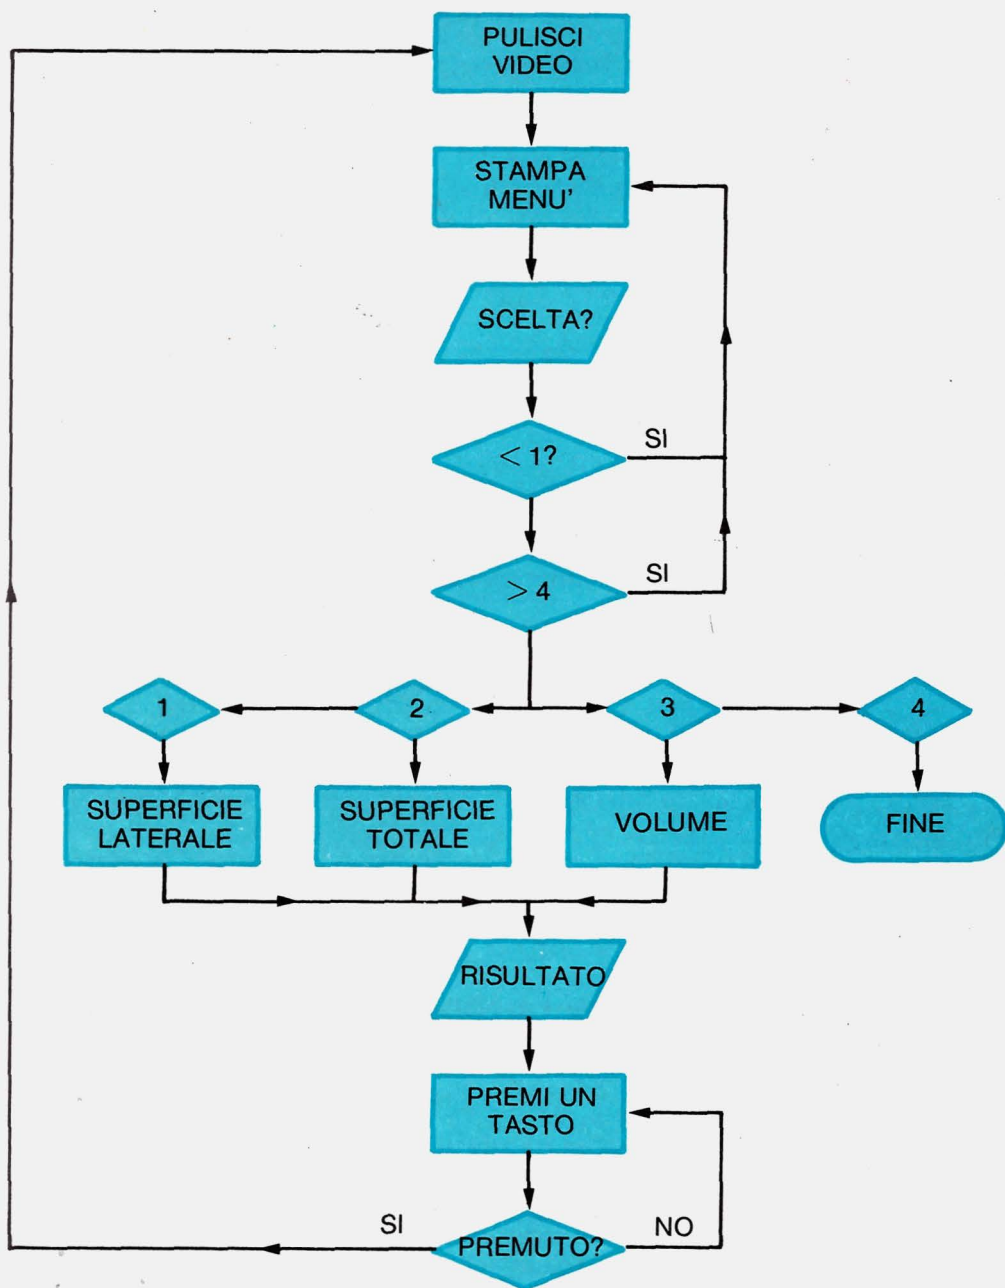 PULISCI
VIDEO
STAMPA
MENU'
SCELTA?
< 1?
SI
> 4
SI
1
2
3
4
SUPERFICIE
LATERALE
SUPERFICIE
TOTALE
VOLUME
FINE
RISULTATO
PREMI UN
TASTO
SI
PREMUTO?
NO